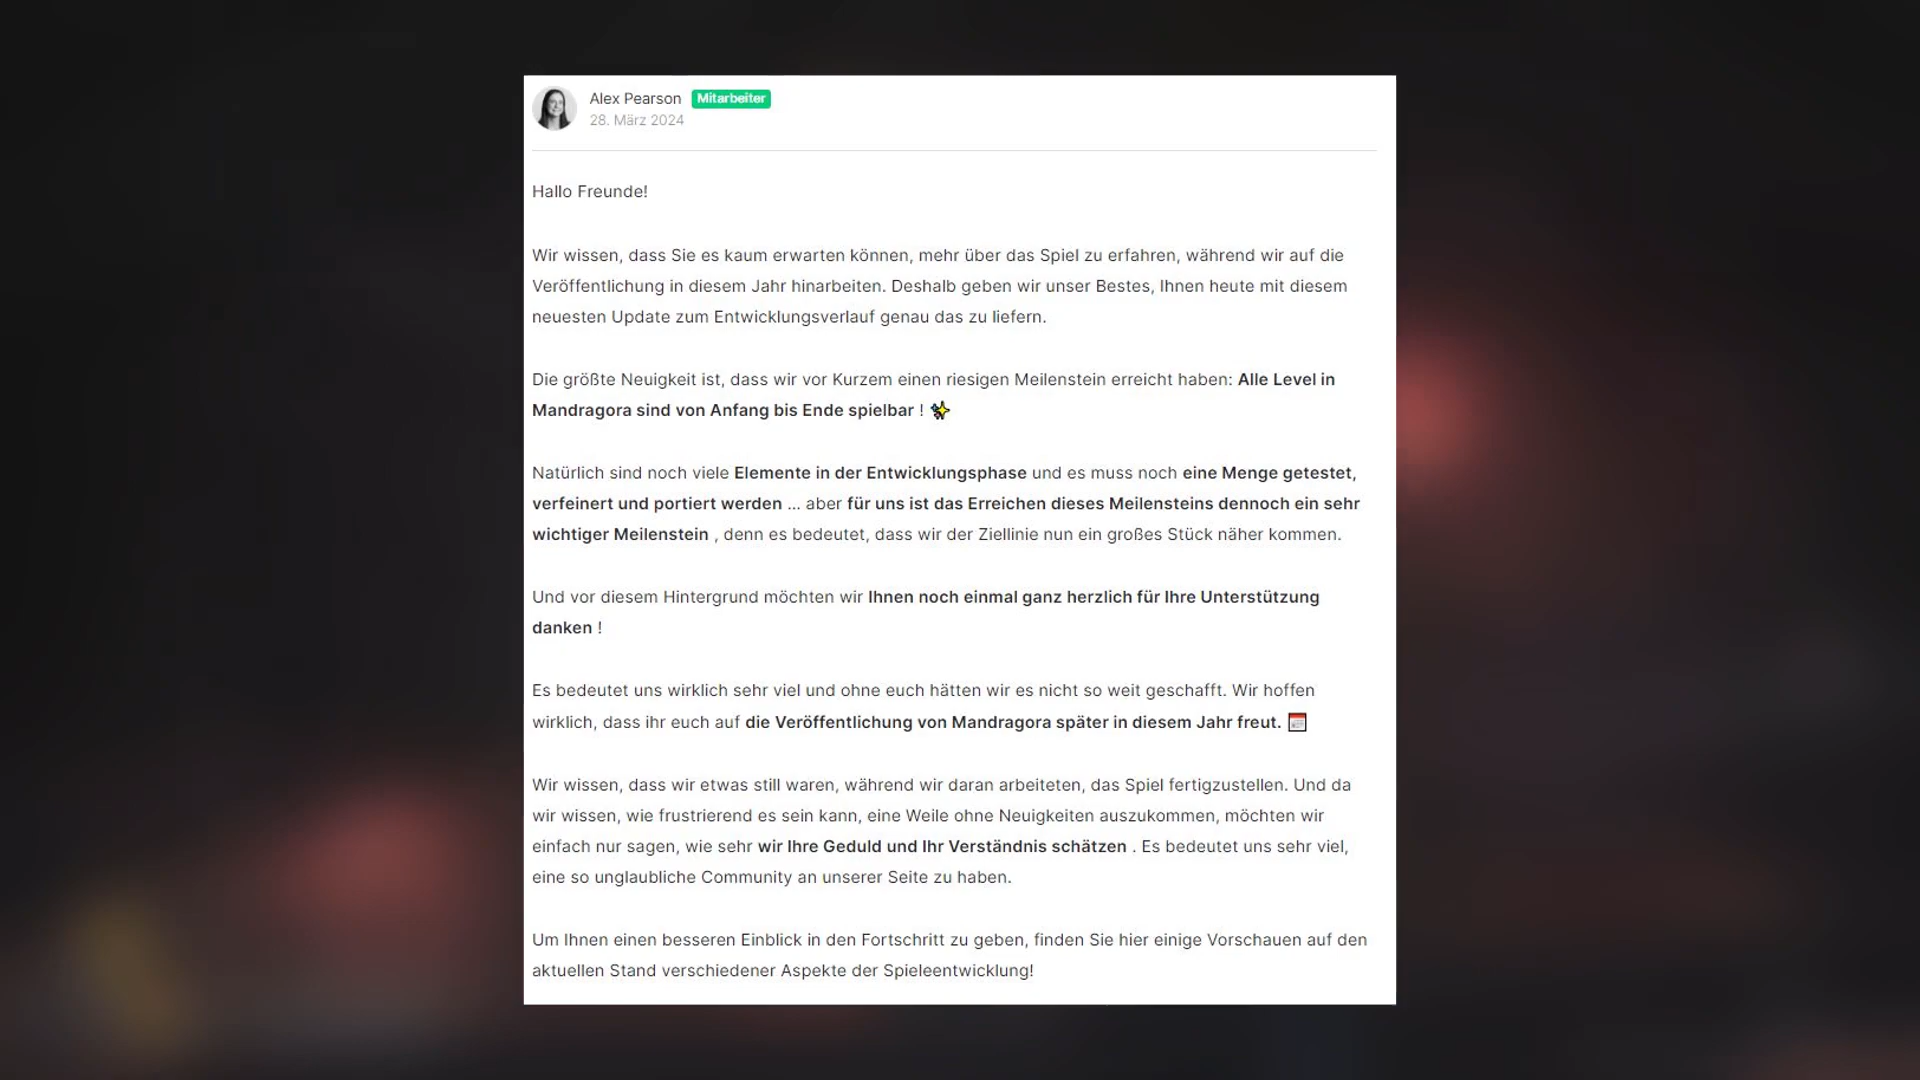 Alex Pearson Mitarbeiter
28. März 2024
Hallo Freunde!
Wir wissen, dass Sie es kaum erwarten können, mehr über das Spiel zu erfahren, während wir auf die
Veröffentlichung in diesem Jahr hinarbeiten. Deshalb geben wir unser Bestes, Ihnen heute mit diesem
neuesten Update zum Entwicklungsverlauf genau das zu liefern.
Die größte Neuigkeit ist, dass wir vor Kurzem einen riesigen Meilenstein erreicht haben: Alle Level in
Mandragora sind von Anfang bis Ende spielbar ! ✨
Natürlich sind noch viele Elemente in der Entwicklungsphase und es muss noch eine Menge getestet,
verfeinert und portiert werden ... aber für uns ist das Erreichen dieses Meilensteins dennoch ein sehr
wichtiger Meilenstein , denn es bedeutet, dass wir der Ziellinie nun ein großes Stück näher kommen.
Und vor diesem Hintergrund möchten wir Ihnen noch einmal ganz herzlich für Ihre Unterstützung
danken !
Es bedeutet uns wirklich sehr viel und ohne euch hätten wir es nicht so weit geschafft. Wir hoffen
wirklich, dass ihr euch auf die Veröffentlichung von Mandragora später in diesem Jahr freut.
Wir wissen, dass wir etwas still waren, während wir daran arbeiteten, das Spiel fertigzustellen. Und da
wir wissen, wie frustrierend es sein kann, eine Weile ohne Neuigkeiten auszukommen, möchten wir
einfach nur sagen, wie sehr wir Ihre Geduld und Ihr Verständnis schätzen . Es bedeutet uns sehr viel,
eine so unglaubliche Community an unserer Seite zu haben.
Um Ihnen einen besseren Einblick in den Fortschritt zu geben, finden Sie hier einige Vorschauen auf den
aktuellen Stand verschiedener Aspekte der Spieleentwicklung!